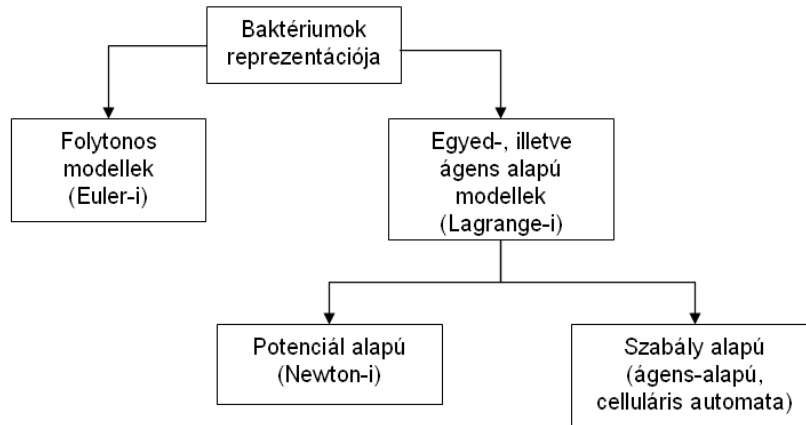 Baktériumok
reprezentációja
Folytonos
modellek
(Euler-i)
Egyed-, illetve
ágens alapú
modellek
(Lagrange-i)
Potenciál alapú
(Newton-i)
Szabály alapú
(ágens-alapú,
celluláris automata)